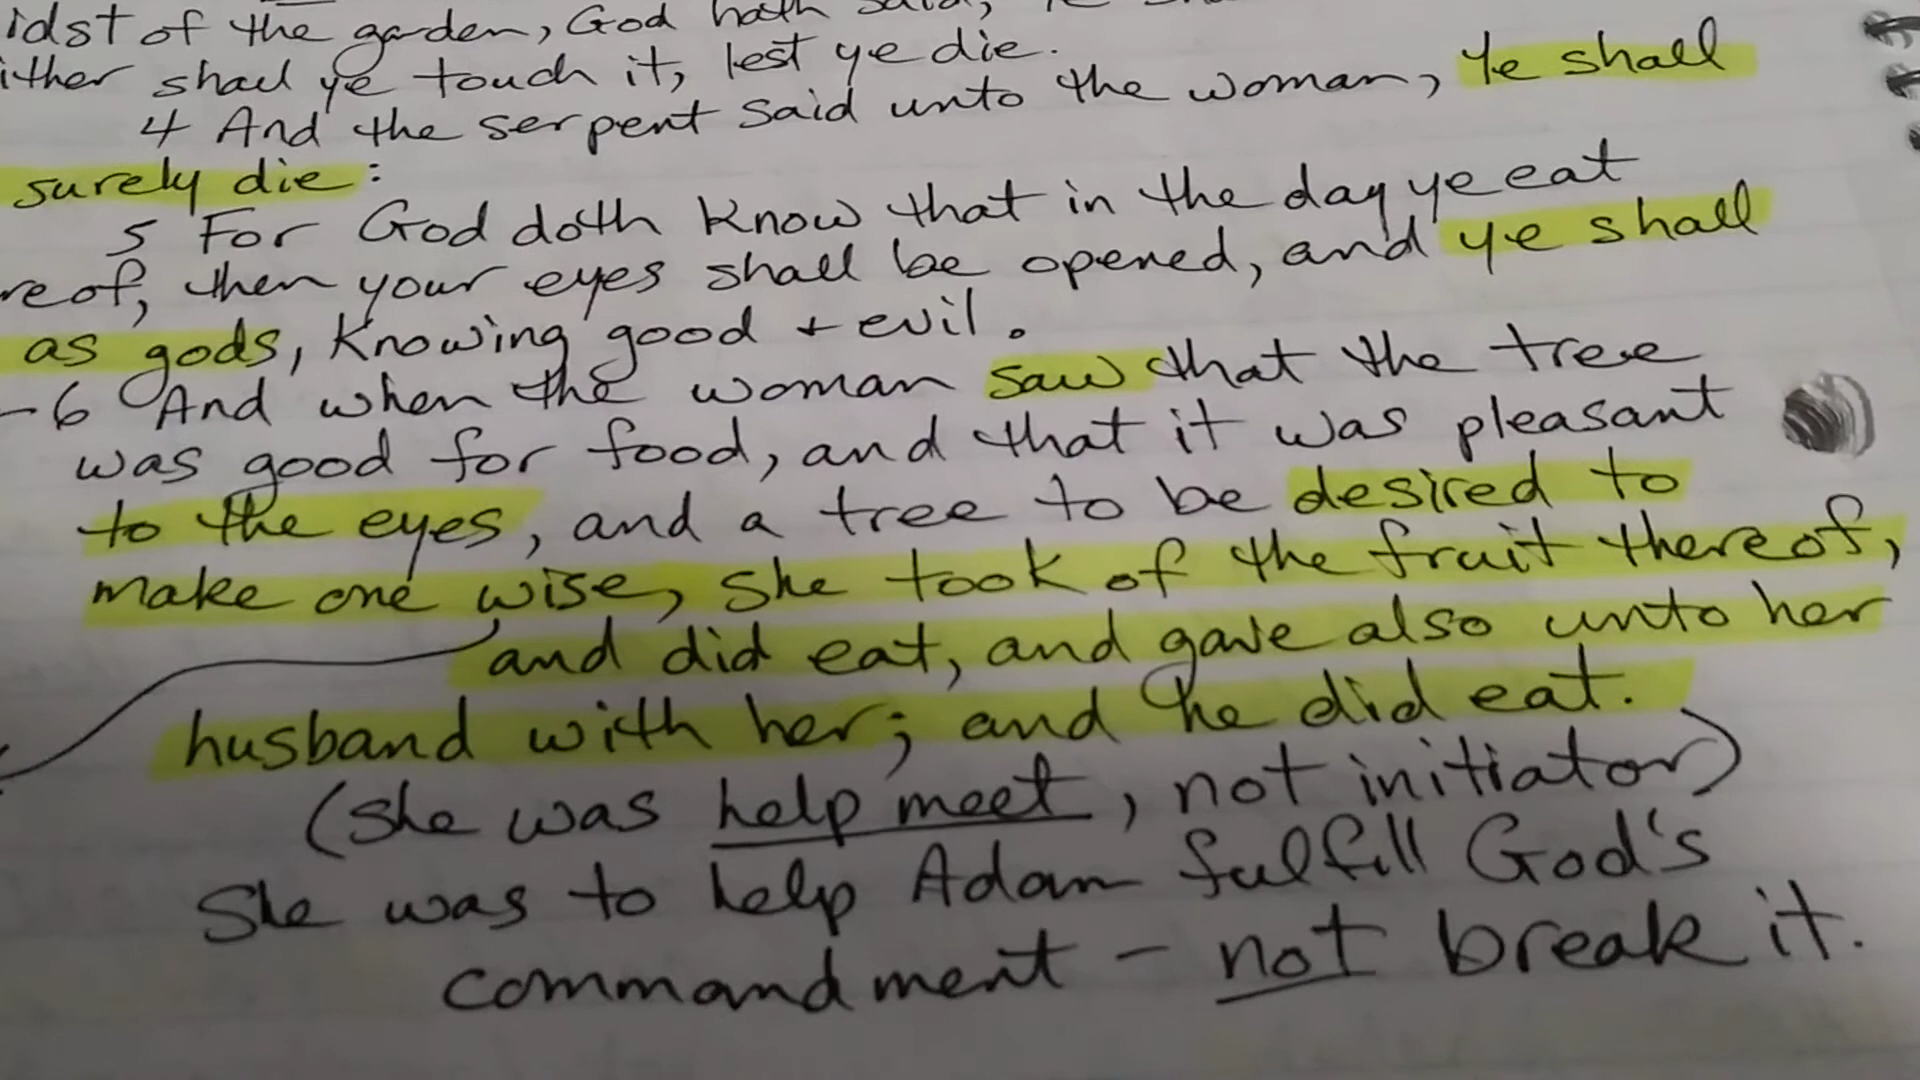 idst of the garden, God hath said,
ither shall ye touch it, lest ye die.
4 And the serpent said unto the woman, Ye shall
surely die:
5 For God doth know that in the day ye eat
reof, then your eyes shall be opened, and ye shall
as gods, knowing good + evil.
-6 And when the woman saw that the tree
was good for food, and that it was pleasant
to the eyes, and a tree to be desired to
make one wise, she took of the fruit thereof,
and did eat, and gave also unto her
husband with her; and he did eat.
(she was help meet, not initiator)
She was to help Adam fulfill God's
commandment - not break it.